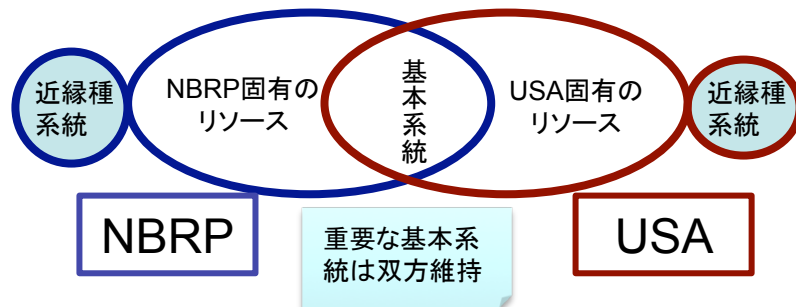 近縁種
系統
NBRP固有の
リソース
基
本
系
統
USA固有の
リソース
近縁種
系統
NBRP
重要な基本系
統は双方維持
USA